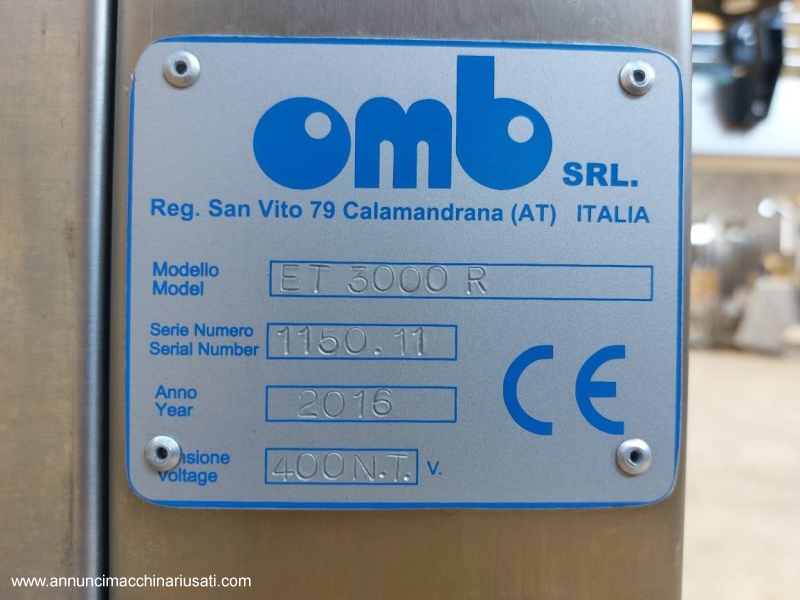 omb SRL.
Reg. San Vito 79 Calamandrana (AT) ITALIA
Modello
Model
ET 3000 R
Serie Numero
Serial Number
1150.11
Anno
Year
2016
Tensione
Voltage
400 N.T. V.
CE
www.annuncimacchinariusati.com